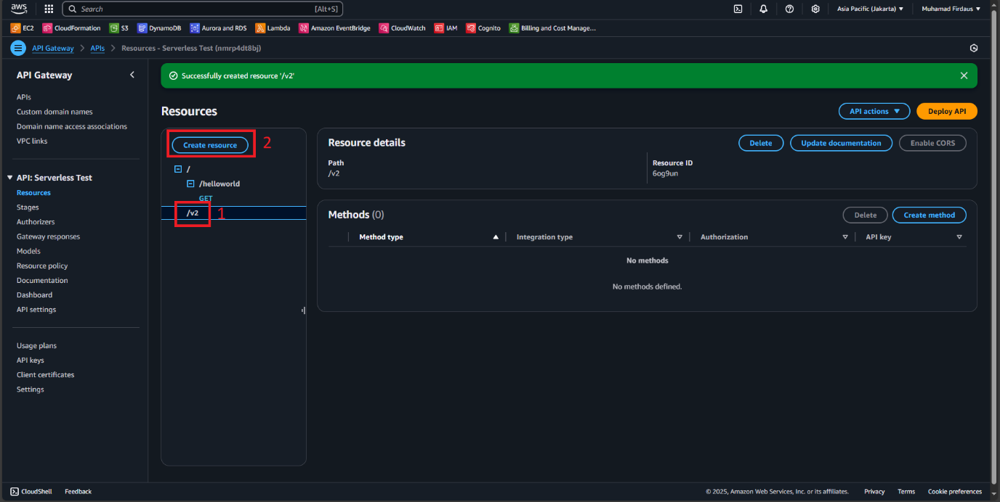 aws
Search [Alt+S]
Asia Pacific (Jakarta) ▼
Muhamad Firdaus ▼
EC2 CloudFormation S3 DynamoDB Aurora and RDS Lambda Amazon EventBridge CloudWatch IAM Cognito Billing and Cost Manage...
API Gateway > APIs > Resources - Serverless Test (nmrp4dt8bj)
API Gateway
APIs
Custom domain names
Domain name access associations
VPC links
API: Serverless Test
Resources
Stages
Authorizers
Gateway responses
Models
Resource policy
Documentation
Dashboard
API settings
Usage plans
API keys
Client certificates
Settings
Successfully created resource '/v2'
Resources
API actions ▼
Deploy API
Create resource
2
/
/helloworld
GET
/v2
1
Resource details
Delete
Update documentation
Enable CORS
Path
/v2
Resource ID
6og9un
Methods (0)
Delete
Create method
Method type
Integration type
Authorization
API key
No methods
No methods defined.
CloudShell
Feedback
© 2025, Amazon Web Services, Inc. or its affiliates.
Privacy
Terms
Cookie preferences